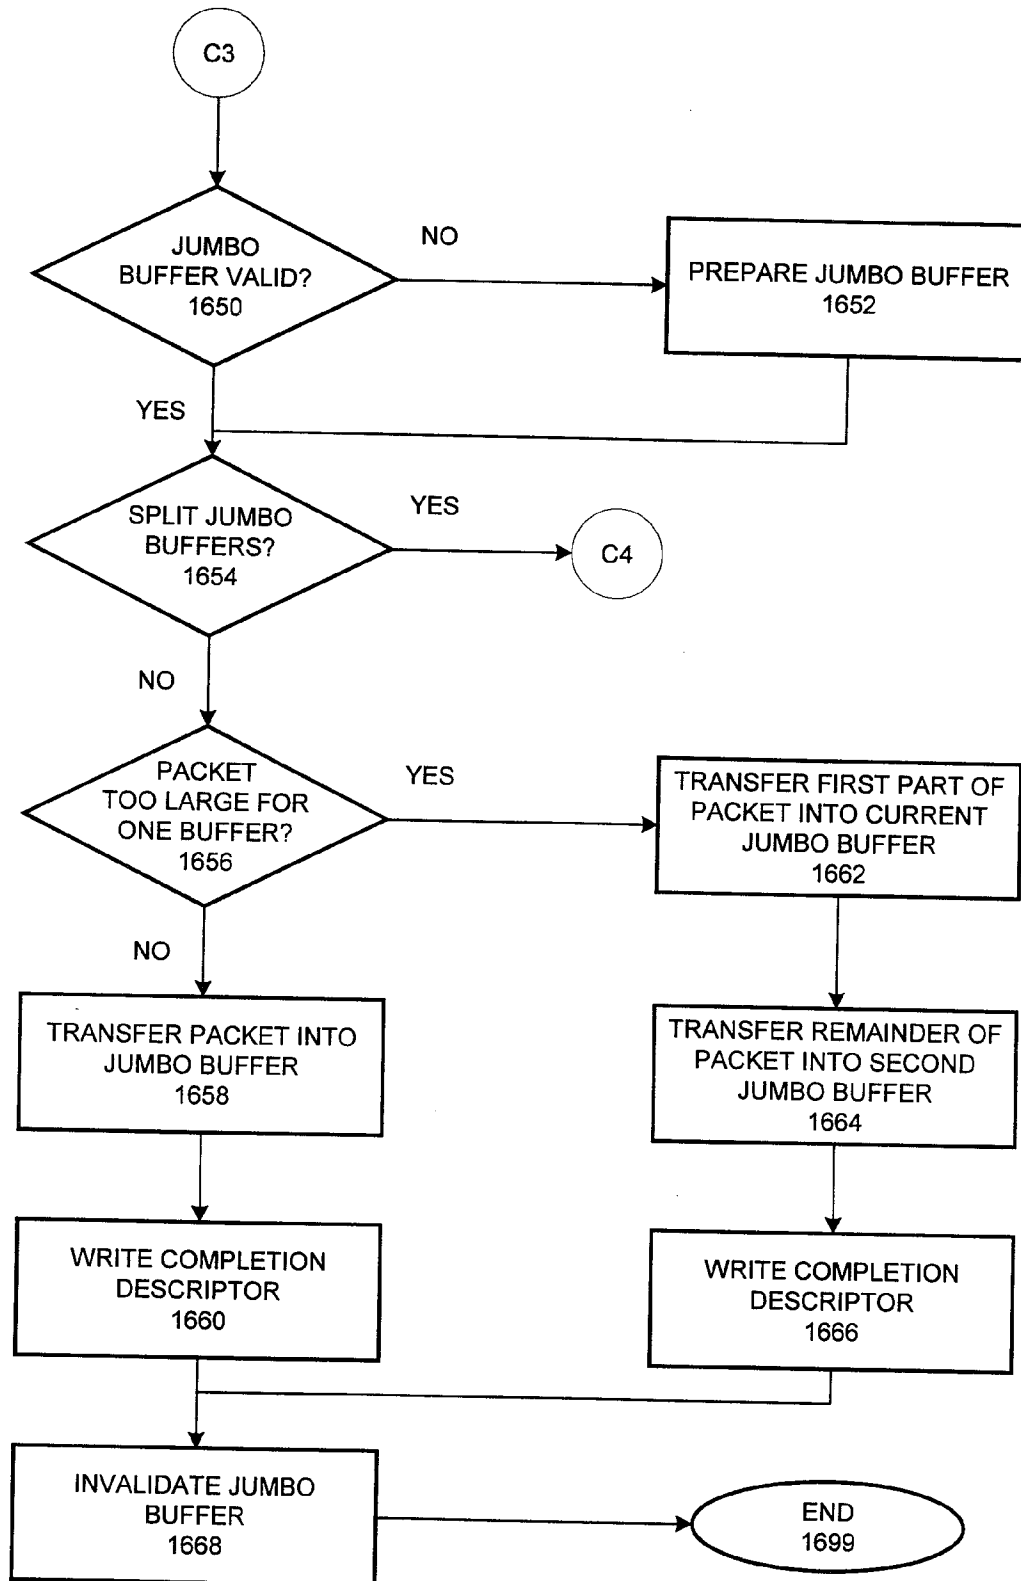 C3
JUMBO
BUFFER VALID?
1650
NO
PREPARE JUMBO BUFFER
1652
YES
SPLIT JUMBO
BUFFERS?
1654
YES
C4
NO
PACKET
TOO LARGE FOR
ONE BUFFER?
1656
YES
TRANSFER FIRST PART OF
PACKET INTO CURRENT
JUMBO BUFFER
1662
NO
TRANSFER PACKET INTO
JUMBO BUFFER
1658
TRANSFER REMAINDER OF
PACKET INTO SECOND
JUMBO BUFFER
1664
WRITE COMPLETION
DESCRIPTOR
1660
WRITE COMPLETION
DESCRIPTOR
1666
INVALIDATE JUMBO
BUFFER
1668
END
1699